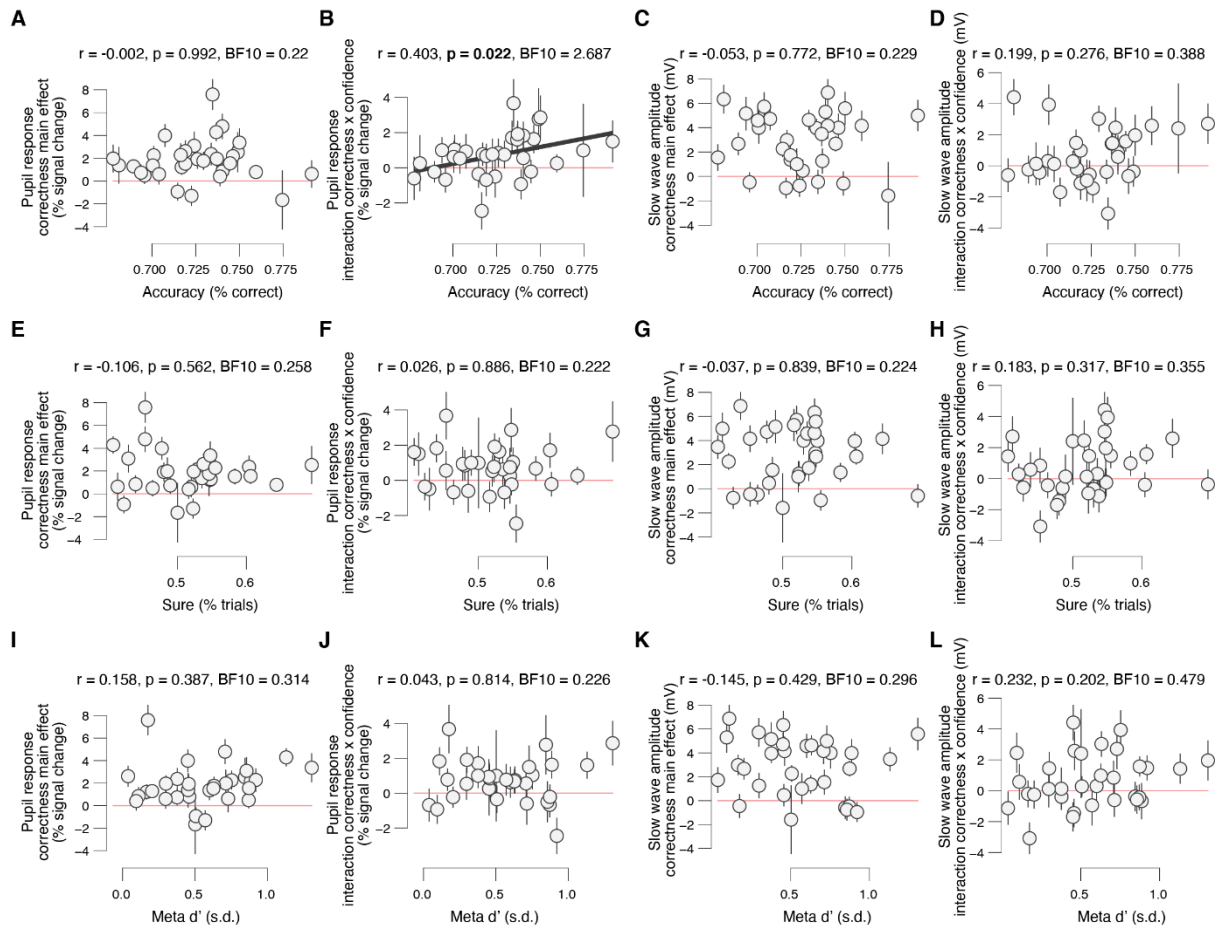 A
r = -0.002, p = 0.992, BF10 = 0.22
Pupil response
correctness main effect
(% signal change)
8
6
4
2
0
−2
−4
0.700 0.725 0.750 0.775
Accuracy (% correct)
B
r = 0.403, p = 0.022, BF10 = 2.687
Pupil response
interaction correctness x confidence
(% signal change)
4
2
0
−2
0.700 0.725 0.750 0.775
Accuracy (% correct)
C
r = -0.053, p = 0.772, BF10 = 0.229
Slow wave amplitude
correctness main effect (mV)
8
6
4
2
0
−2
−4
0.700 0.725 0.750 0.775
Accuracy (% correct)
D
r = 0.199, p = 0.276, BF10 = 0.388
Slow wave amplitude
interaction correctness x confidence (mV)
6
4
2
0
−2
−4
0.700 0.725 0.750 0.775
Accuracy (% correct)
E
r = -0.106, p = 0.562, BF10 = 0.258
Pupil response
correctness main effect
(% signal change)
8
6
4
2
0
−2
−4
0.5 0.6
Sure (% trials)
F
r = 0.026, p = 0.886, BF10 = 0.222
Pupil response
interaction correctness x confidence
(% signal change)
4
2
0
−2
0.5 0.6
Sure (% trials)
G
r = -0.037, p = 0.839, BF10 = 0.224
Slow wave amplitude
correctness main effect (mV)
8
6
4
2
0
−2
−4
0.5 0.6
Sure (% trials)
H
r = 0.183, p = 0.317, BF10 = 0.355
Slow wave amplitude
interaction correctness x confidence (mV)
6
4
2
0
−2
−4
0.5 0.6
Sure (% trials)
I
r = 0.158, p = 0.387, BF10 = 0.314
Pupil response
correctness main effect
(% signal change)
8
6
4
2
0
−2
−4
0.0 0.5 1.0
Meta d’ (s.d.)
J
r = 0.043, p = 0.814, BF10 = 0.226
Pupil response
interaction correctness x confidence
(% signal change)
4
2
0
−2
0.0 0.5 1.0
Meta d’ (s.d.)
K
r = -0.145, p = 0.429, BF10 = 0.296
Slow wave amplitude
correctness main effect (mV)
8
6
4
2
0
−2
−4
0.5 1.0
Meta d’ (s.d.)
L
r = 0.232, p = 0.202, BF10 = 0.479
Slow wave amplitude
interaction correctness x confidence (mV)
6
4
2
0
−2
−4
0.5 1.0
Meta d’ (s.d.)